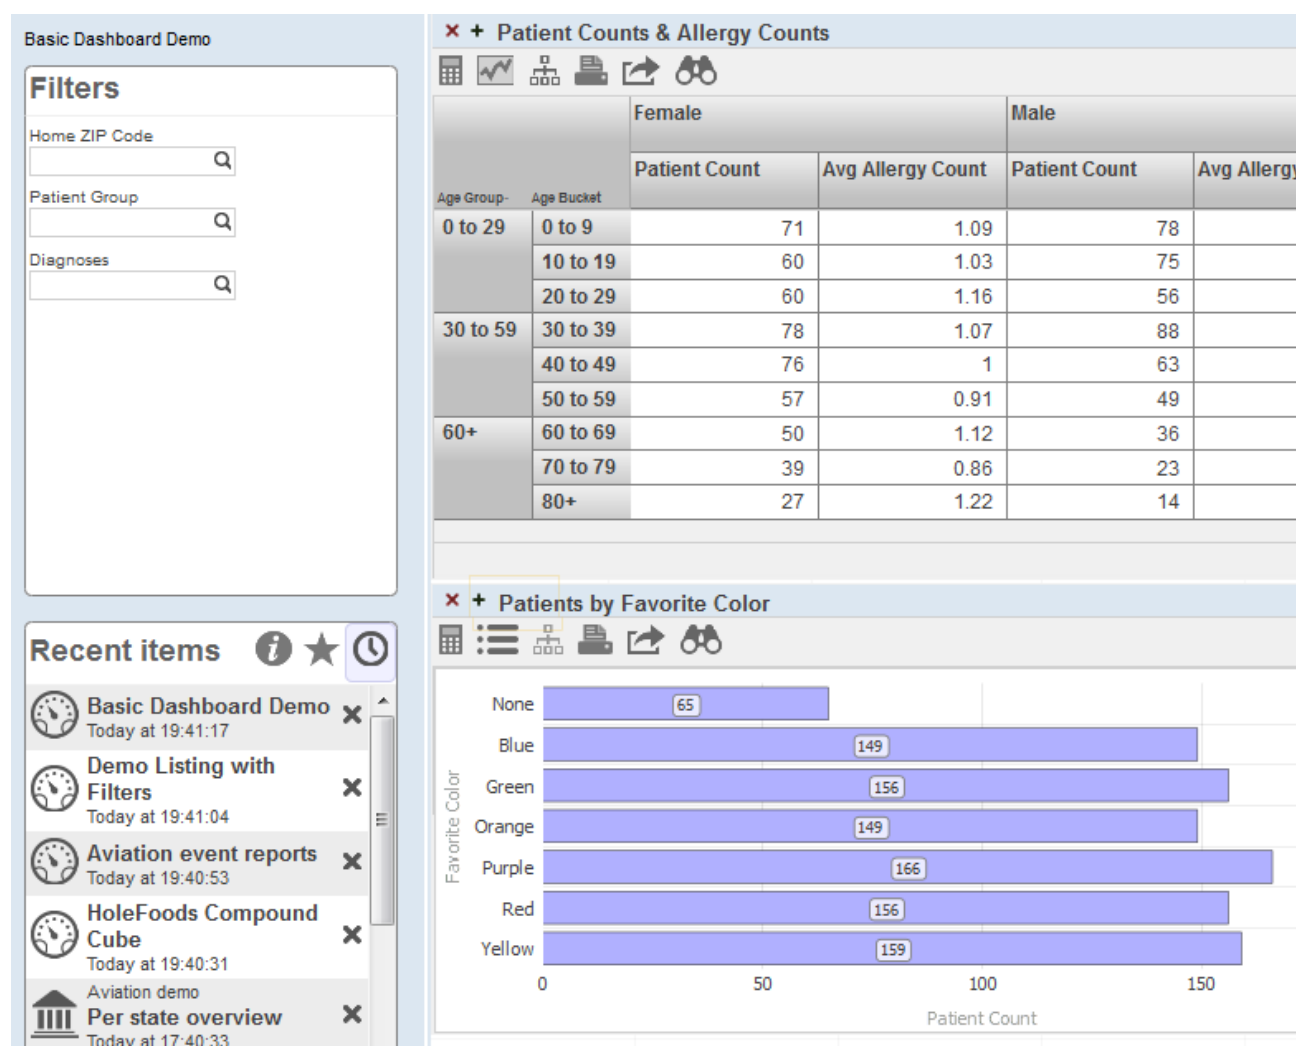 Basic Dashboard Demo
Filters
Home ZIP Code
Patient Group
Diagnoses
Recent items
Basic Dashboard Demo
Today at 19:41:17
Demo Listing with
Filters
Today at 19:41:04
Aviation event reports
Today at 19:40:53
HoleFoods Compound
Cube
Today at 19:40:31
Aviation demo
Per state overview
Today at 17:40:33
Patient Counts & Allergy Counts
Female Male
Age Group- Age Bucket Patient Count Avg Allergy Count Patient Count Avg Allergy
0 to 29 0 to 9 71 1.09 78
10 to 19 60 1.03 75
20 to 29 60 1.16 56
30 to 59 30 to 39 78 1.07 88
40 to 49 76 1 63
50 to 59 57 0.91 49
60+ 60 to 69 50 1.12 36
70 to 79 39 0.86 23
80+ 27 1.22 14
Patients by Favorite Color
Favorite Color
None 65
Blue 149
Green 156
Orange 149
Purple 166
Red 156
Yellow 159
0 50 100 150
Patient Count